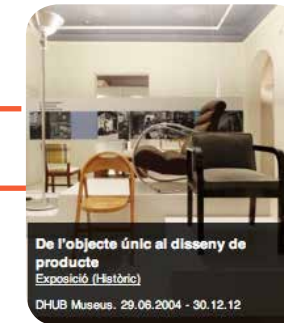 De l'objecte únic al disseny de
producte
Exposició (Històric)
DHUB Museus. 29.06.2004 - 30.12.12